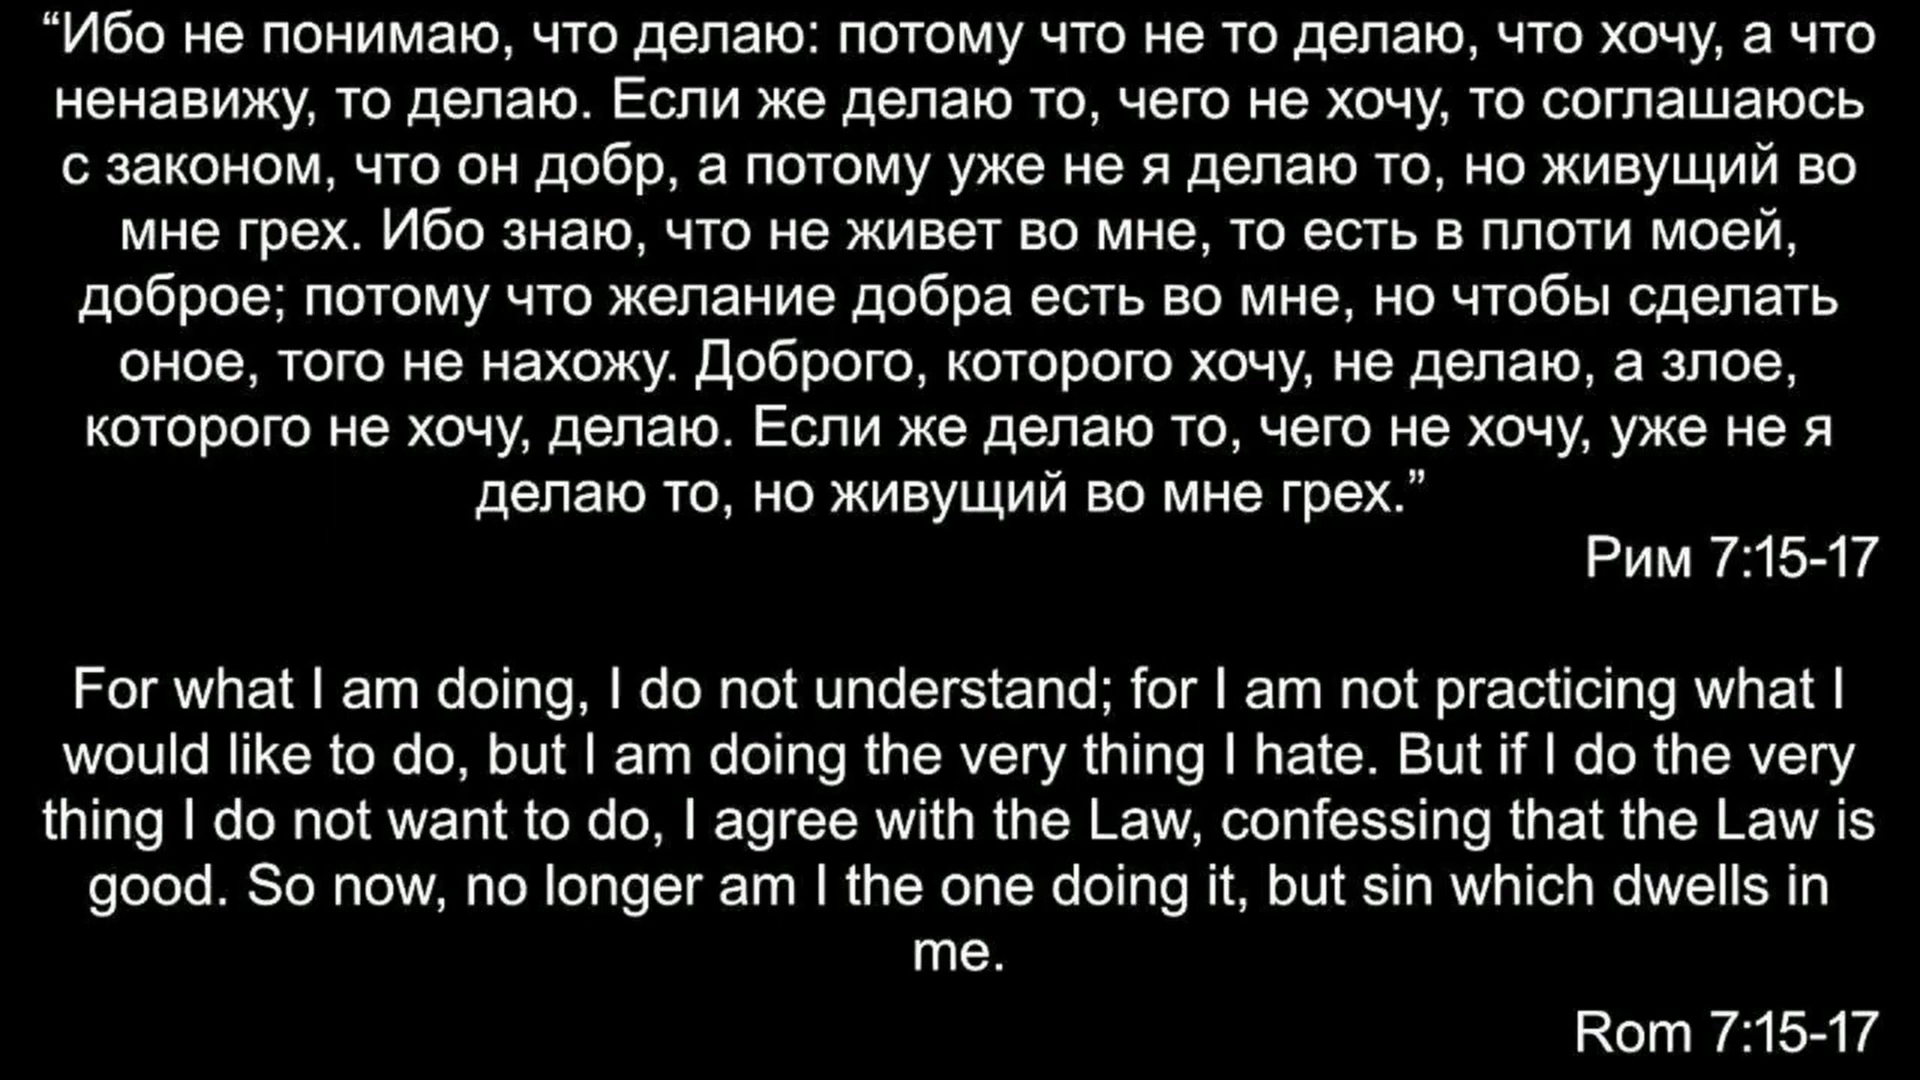 “Ибо не понимаю, что делаю: потому что не то делаю, что хочу, а что
ненавижу, то делаю. Если же делаю то, чего не хочу, то соглашаюсь
с законом, что он добр, а потому уже не я делаю то, но живущий во
мне грех. Ибо знаю, что не живет во мне, то есть в плоти моей,
доброе; потому что желание добра есть во мне, но чтобы сделать
оное, того не нахожу. Доброго, которого хочу, не делаю, а злое,
которого не хочу, делаю. Если же делаю то, чего не хочу, уже не я
делаю то, но живущий во мне грех.”
Рим 7:15-17
For what I am doing, I do not understand; for I am not practicing what I
would like to do, but I am doing the very thing I hate. But if I do the very
thing I do not want to do, I agree with the Law, confessing that the Law is
good. So now, no longer am I the one doing it, but sin which dwells in
me.
Rom 7:15-17